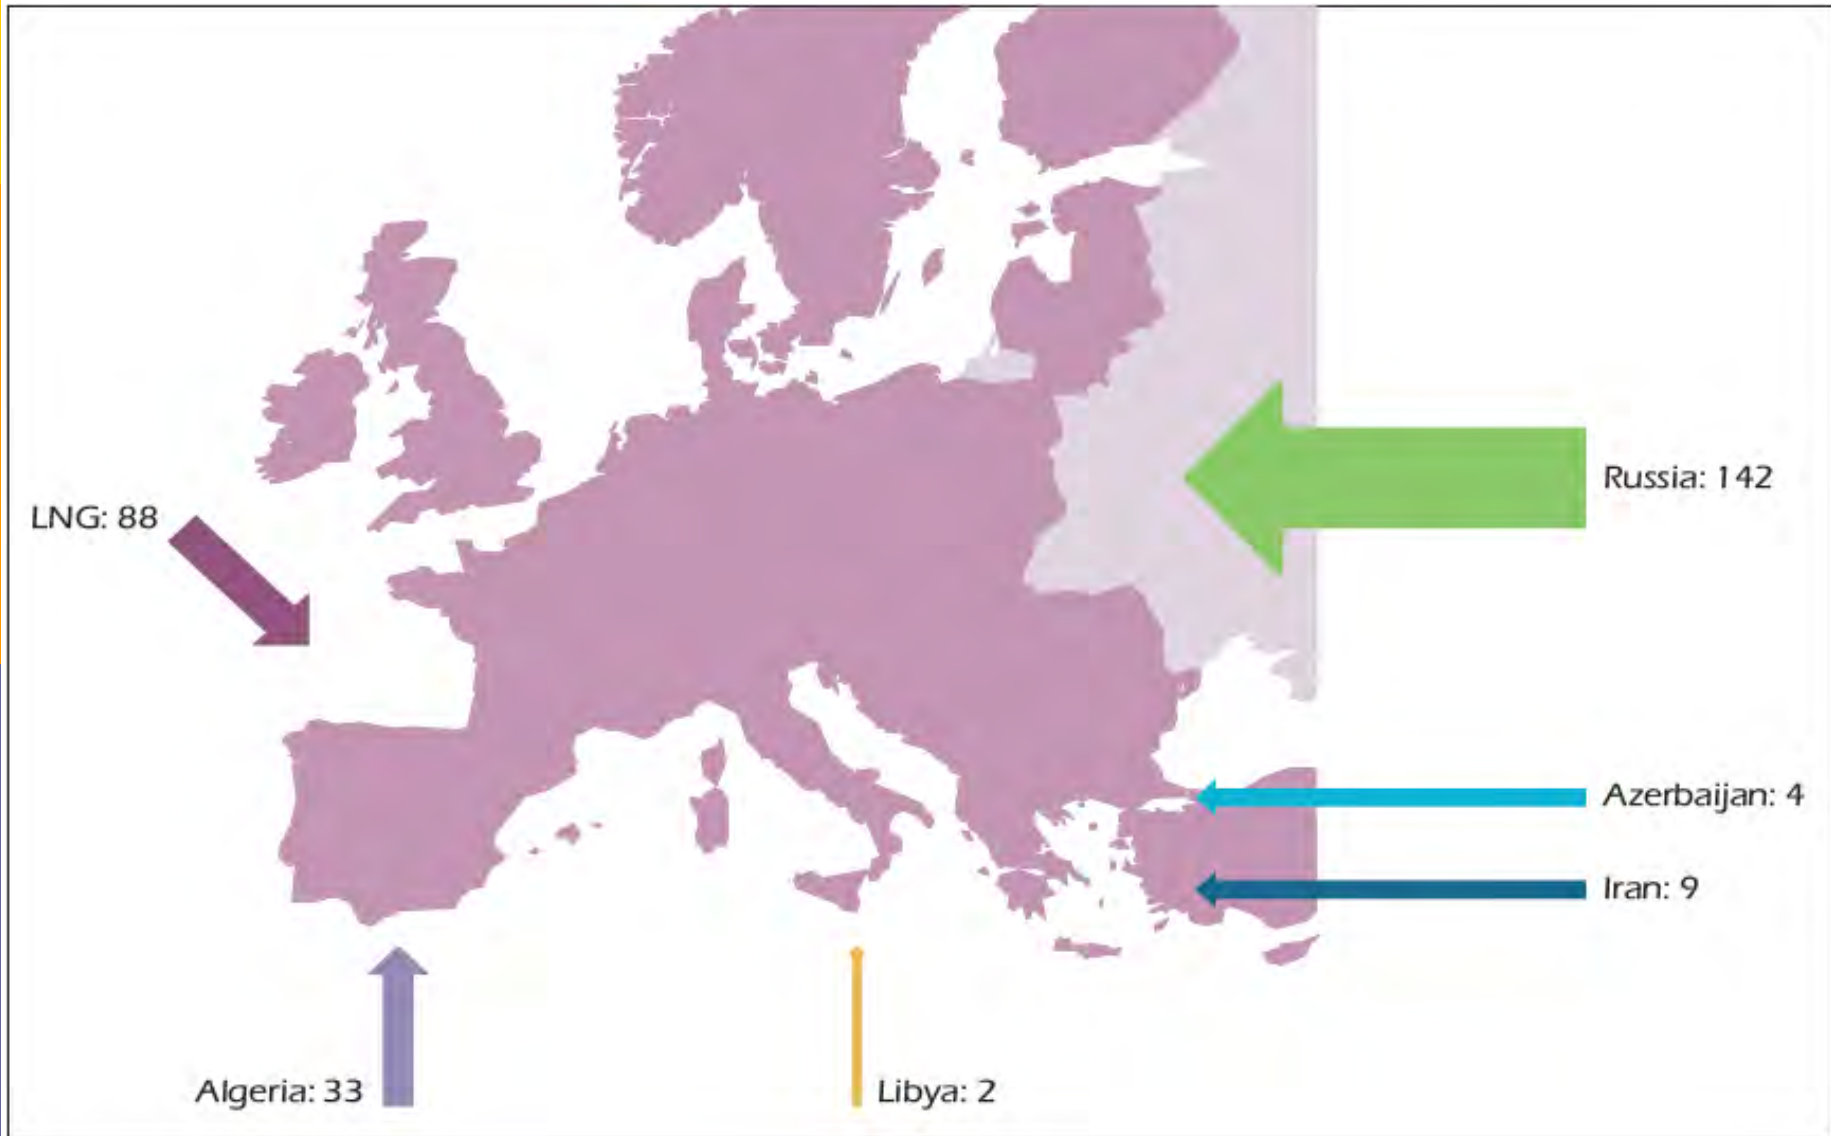 Russia: 142
LNG: 88
Azerbaijan: 4
Iran: 9
Algeria: 33
Libya: 2